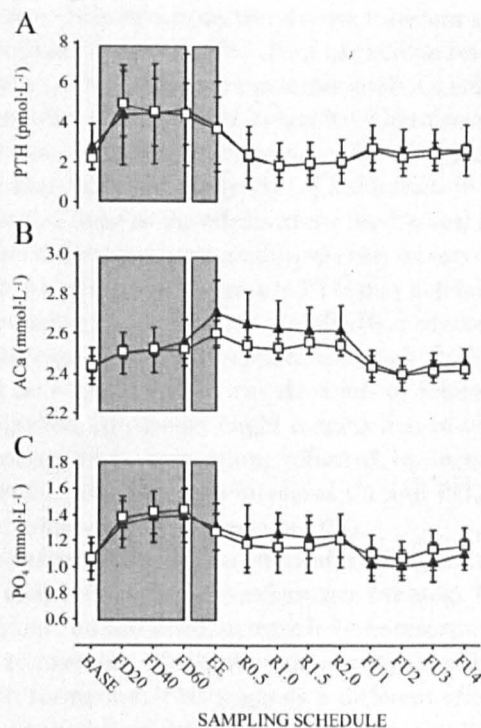 A
PTH (pmol·L⁻¹)
8
6
4
2
0
B
ACa (mmol·L⁻¹)
3.0
2.8
2.6
2.4
2.2
C
PO₄ (mmol·L⁻¹)
1.8
1.6
1.4
1.2
1.0
0.8
0.6
BASE
FD20
FD40
FD60
EE
R0.5
R1.0
R1.5
R2.0
FU1
FU2
FU3
FU4
SAMPLING SCHEDULE